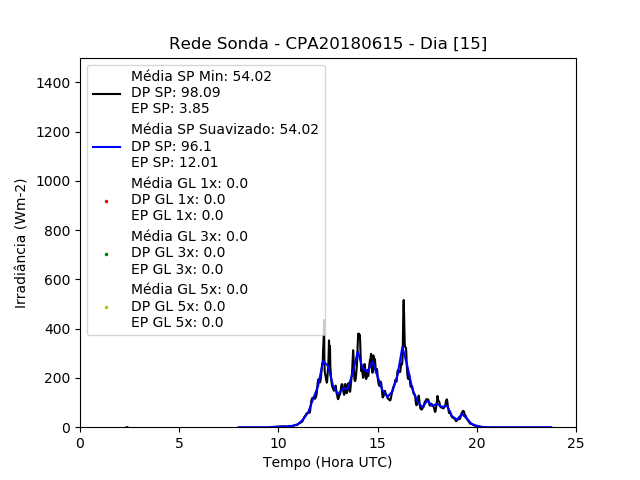 Rede Sonda - CPA20180615 - Dia [15]
Média SP Min: 54.02
DP SP: 98.09
EP SP: 3.85
Média SP Suavizado: 54.02
DP SP: 96.1
EP SP: 12.01
Média GL 1x: 0.0
DP GL 1x: 0.0
EP GL 1x: 0.0
Média GL 3x: 0.0
DP GL 3x: 0.0
EP GL 3x: 0.0
Média GL 5x: 0.0
DP GL 5x: 0.0
EP GL 5x: 0.0
Irradiância (Wm-2)
1400
1200
1000
800
600
400
200
0
0 5 10 15 20 25
Tempo (Hora UTC)